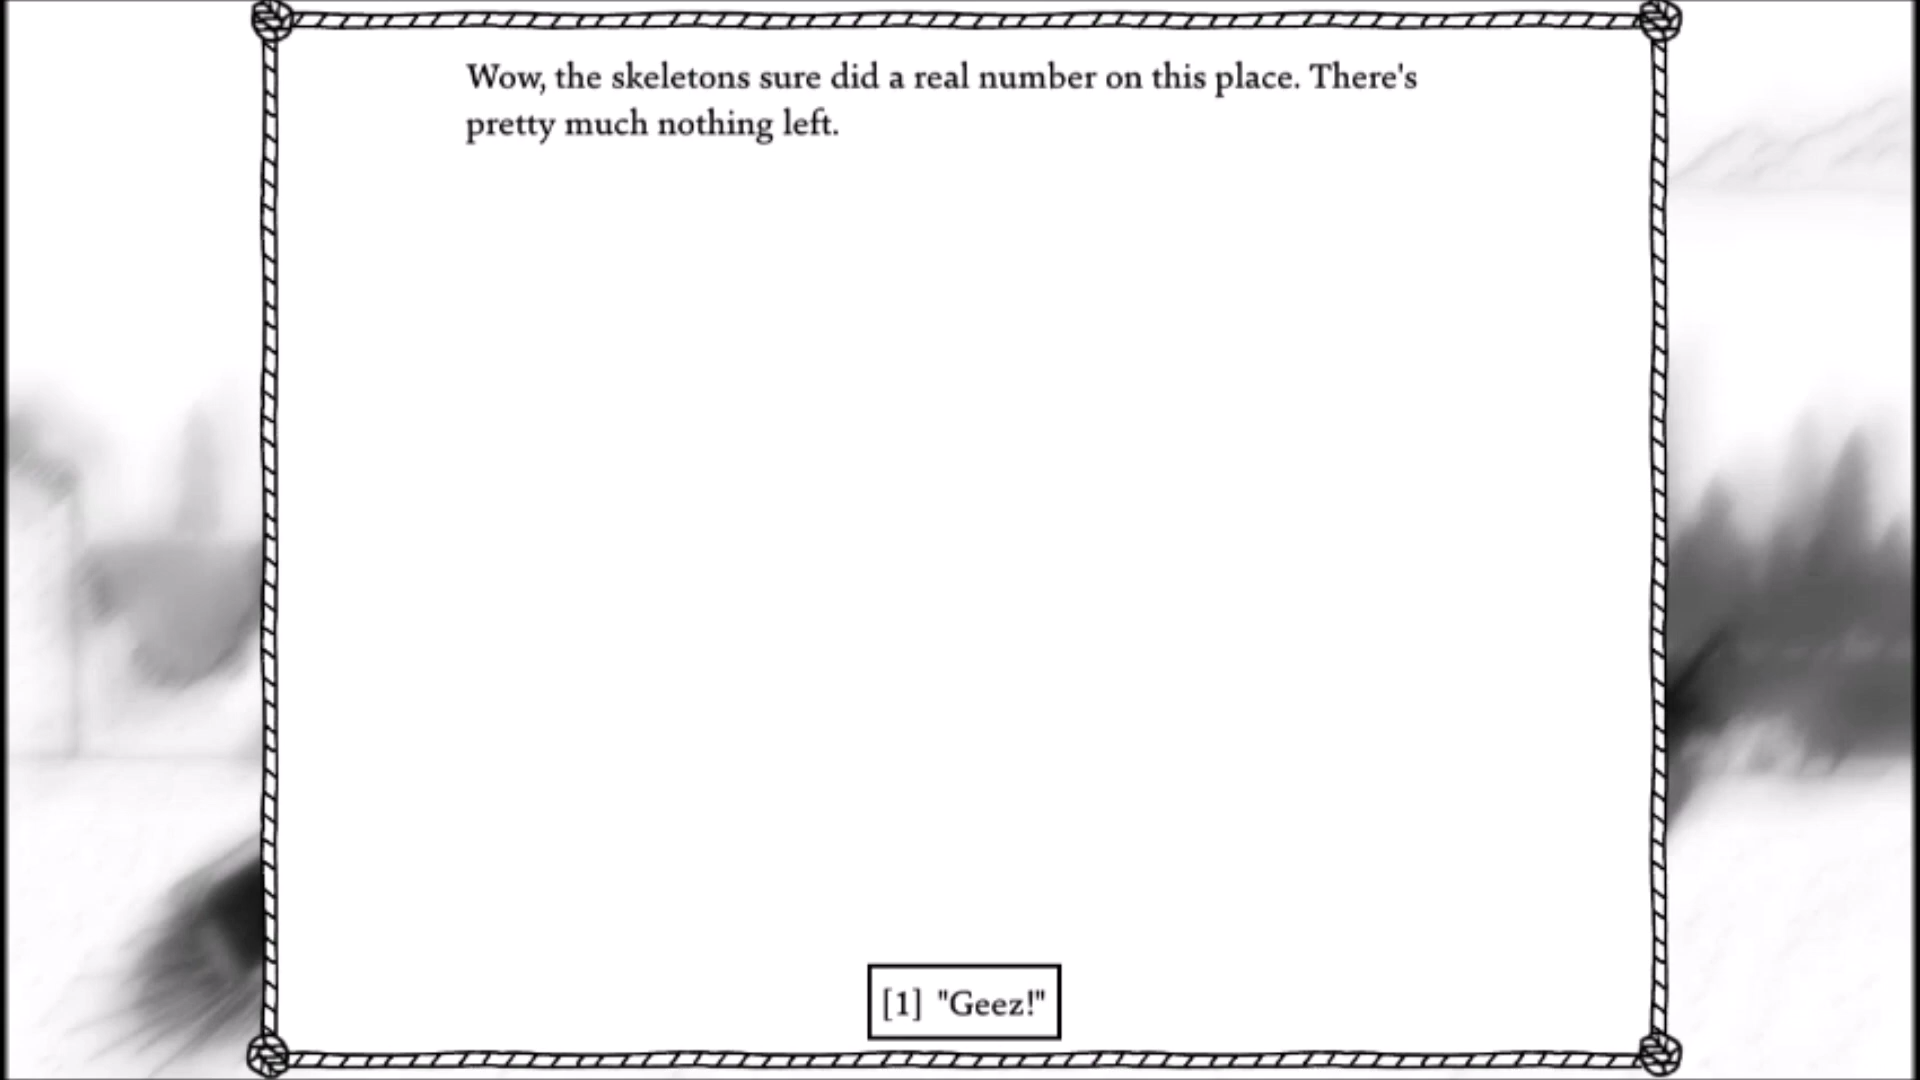 Wow, the skeletons sure did a real number on this place. There's
pretty much nothing left.
[1] "Geez!"